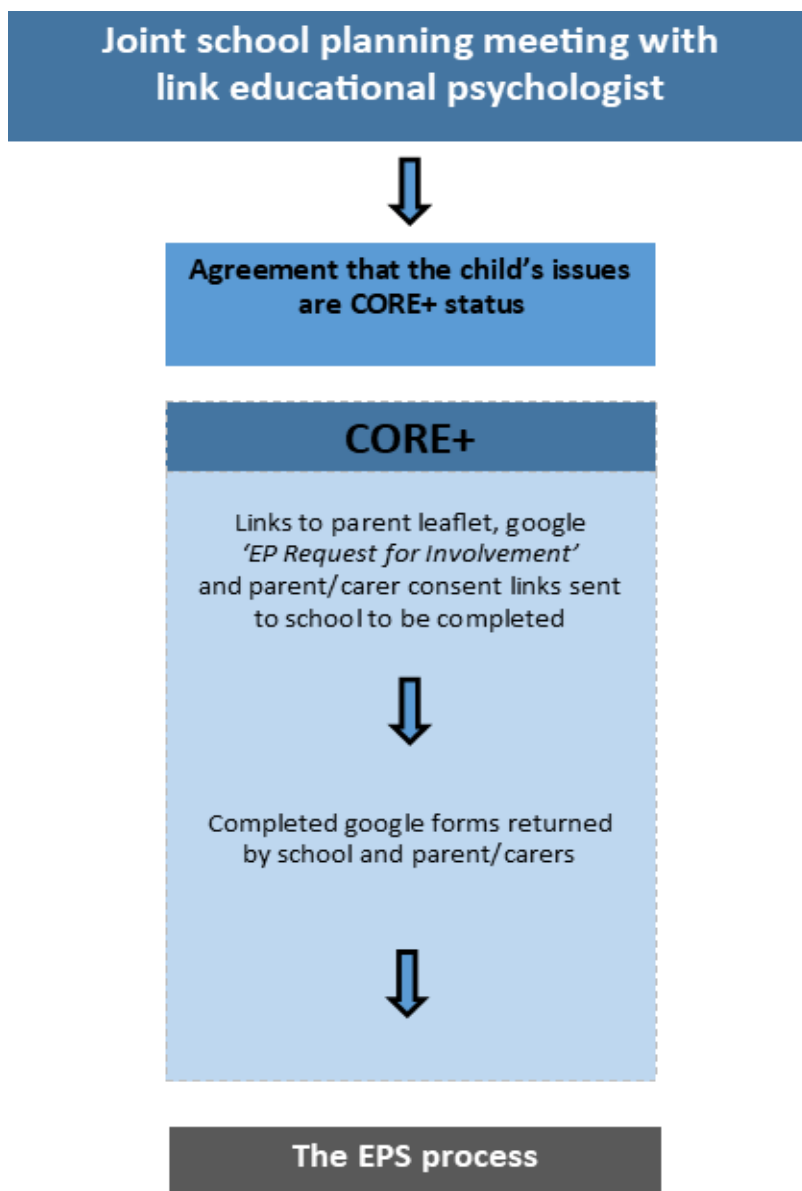 Joint school planning meeting with
link educational psychologist
Agreement that the child’s issues
are CORE+ status
CORE+
Links to parent leaflet, google
‘EP Request for Involvement’
and parent/carer consent links sent
to school to be completed
Completed google forms returned
by school and parent/carers
The EPS process